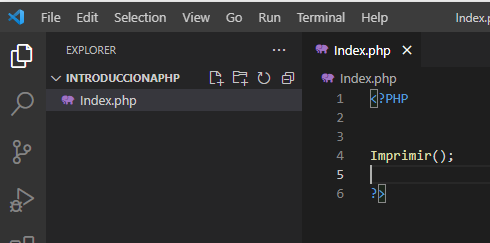 File Edit Selection View Go Run Terminal Help Index.p
EXPLORER ...
INTRODUCCIONAPHP
Index.php
Index.php ×
Index.php
1 <?PHP
2
3
4 Imprimir();
5
6 ?>